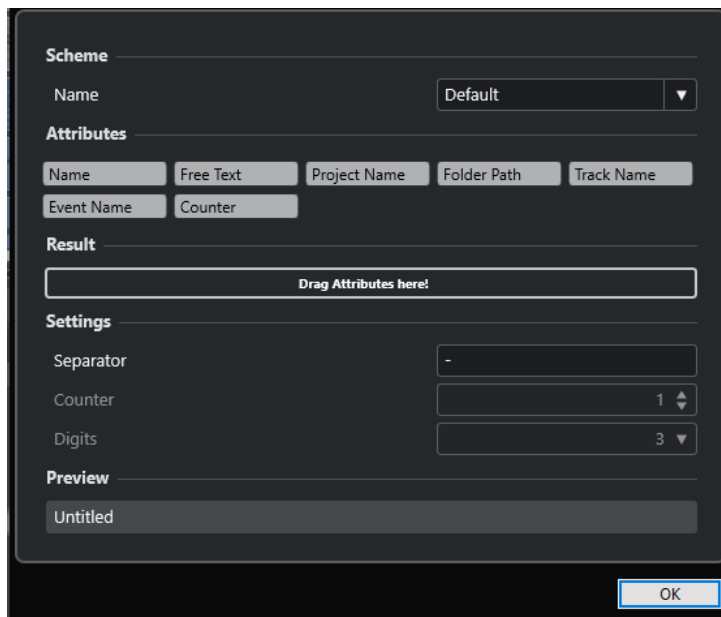 Scheme
Name Default
Attributes
Name Free Text Project Name Folder Path Track Name
Event Name Counter
Result
Drag Attributes here!
Settings
Separator -
Counter 1
Digits 3
Preview
Untitled
OK